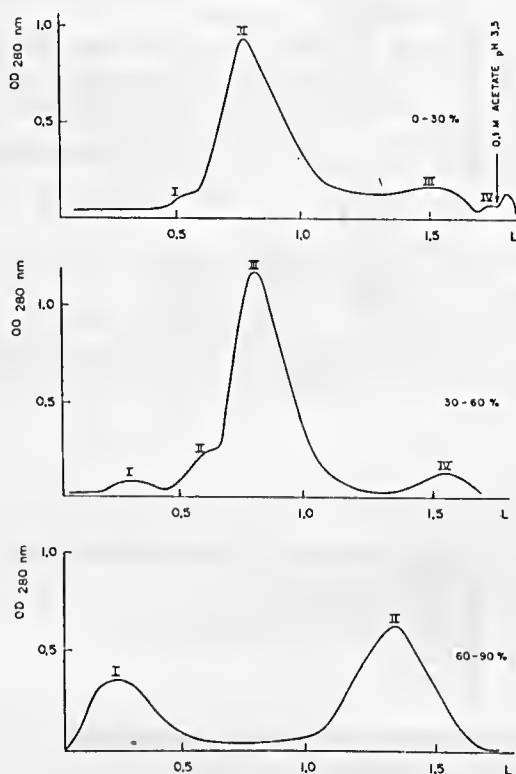 OD 280 nm
1,0
0,5
I
II
III
IV
0-30 %
0,1 M ACETATE pH 3,5
0,5
1,0
1,5
L
OD 280 nm
1,0
0,5
I
II
III
IV
30-60 %
0,5
1,0
1,5
L
OD 280 nm
1,0
0,5
I
II
60-90 %
0,5
1,0
1,5
L